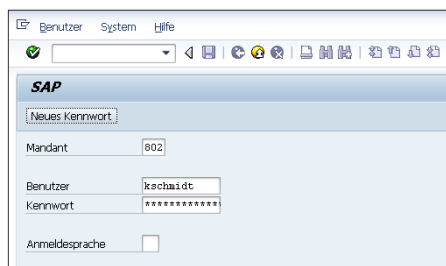 Benutzer System Hilfe
SAP
Neues Kennwort
Mandant 802
Benutzer kschmidt
Kennwort ************
Anmeldesprache